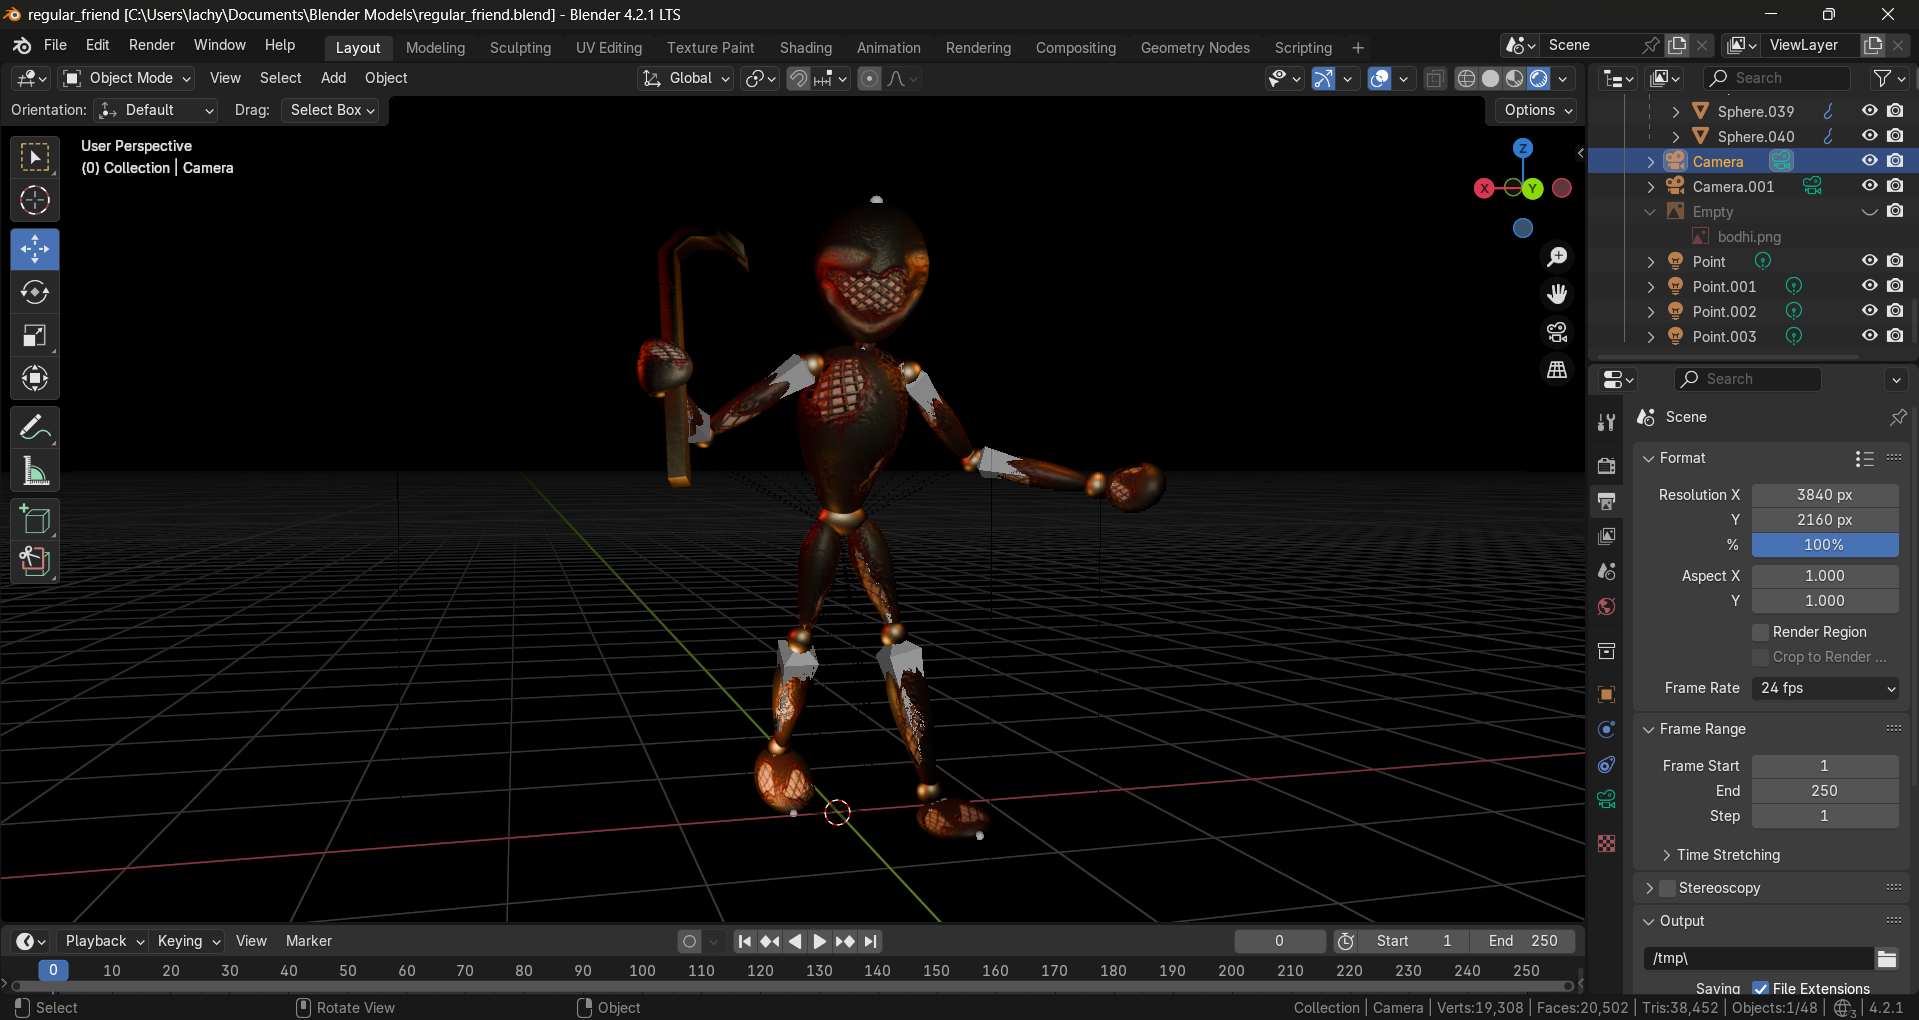 regular_friend [C:\Users\lachy\Documents\Blender Models\regular_friend.blend] - Blender 4.2.1 LTS
File Edit Render Window Help Layout Modeling Sculpting UV Editing Texture Paint Shading Animation Rendering Compositing Geometry Nodes Scripting + Scene ViewLayer
Object Mode View Select Add Object Global Search
Orientation: Default Drag: Select Box Options
User Perspective
(0) Collection | Camera
Z
X Y
Sphere.039
Sphere.040
Camera
Camera.001
Empty
bodhi.png
Point
Point.001
Point.002
Point.003
Search
Scene
Format
Resolution X 3840 px
Y 2160 px
% 100%
Aspect X 1.000
Y 1.000
Render Region
Crop to Render ...
Frame Rate 24 fps
Frame Range
Frame Start 1
End 250
Step 1
Time Stretching
Stereoscopy
Output
/tmp\
Saving File Extensions
Playback Keying View Marker 0 Start 1 End 250
0 10 20 30 40 50 60 70 80 90 100 110 120 130 140 150 160 170 180 190 200 210 220 230 240 250
Select Rotate View Object Collection | Camera | Verts:19,308 | Faces:20,502 | Tris:38,452 | Objects:1/48 | 3 | 4.2.1